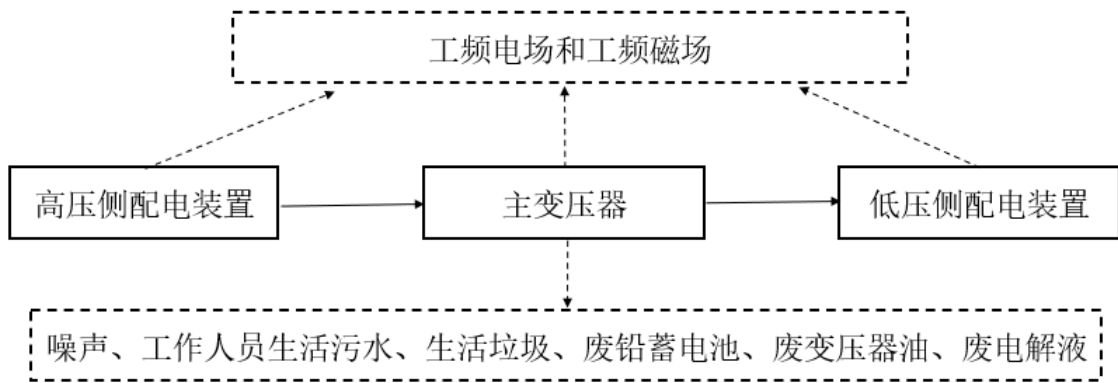 工频电场和工频磁场
高压侧配电装置
主变压器
低压侧配电装置
噪声、工作人员生活污水、生活垃圾、废铅蓄电池、废变压器油、废电解液